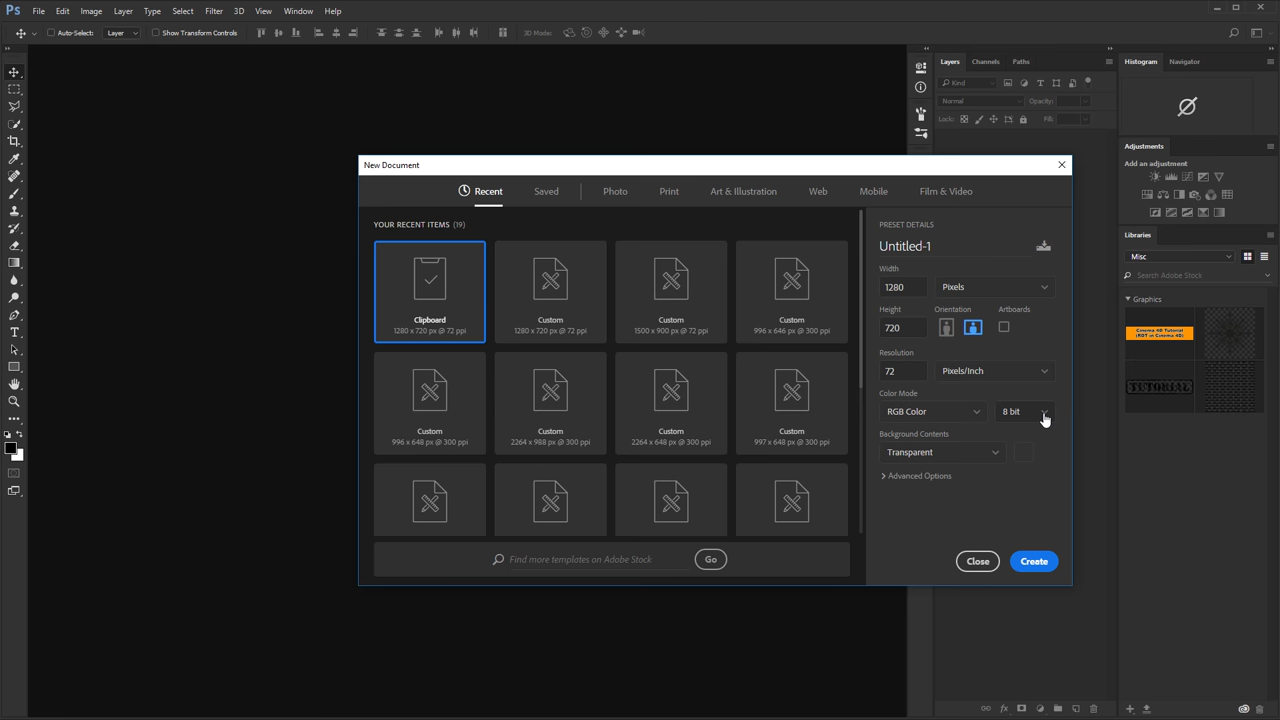 Ps File Edit Image Layer Type Select Filter 3D View Window Help
Auto-Select: Layer Show Transform Controls 3D Mode:
Layers Channels Paths
Kind
Normal Opacity:
Lock: Fill:
Histogram Navigator
Adjustments
Add an adjustment
Libraries
Misc
Search Adobe Stock
Graphics
Cinema 4D Tutorial
(RDT in Cinema 4D)
TUTORIAL
New Document
Recent Saved Photo Print Art & Illustration Web Mobile Film & Video
YOUR RECENT ITEMS (19)
Clipboard
1280 x 720 px @ 72 ppi
Custom
1280 x 720 px @ 72 ppi
Custom
1500 x 900 px @ 72 ppi
Custom
996 x 646 px @ 300 ppi
Custom
996 x 648 px @ 300 ppi
Custom
2264 x 988 px @ 300 ppi
Custom
2264 x 648 px @ 300 ppi
Custom
997 x 648 px @ 300 ppi
Find more templates on Adobe Stock Go
PRESET DETAILS
Untitled-1
Width
1280 Pixels
Height Orientation Artboards
720
Resolution
72 Pixels/Inch
Color Mode
RGB Color 8 bit
Background Contents
Transparent
Advanced Options
Close Create